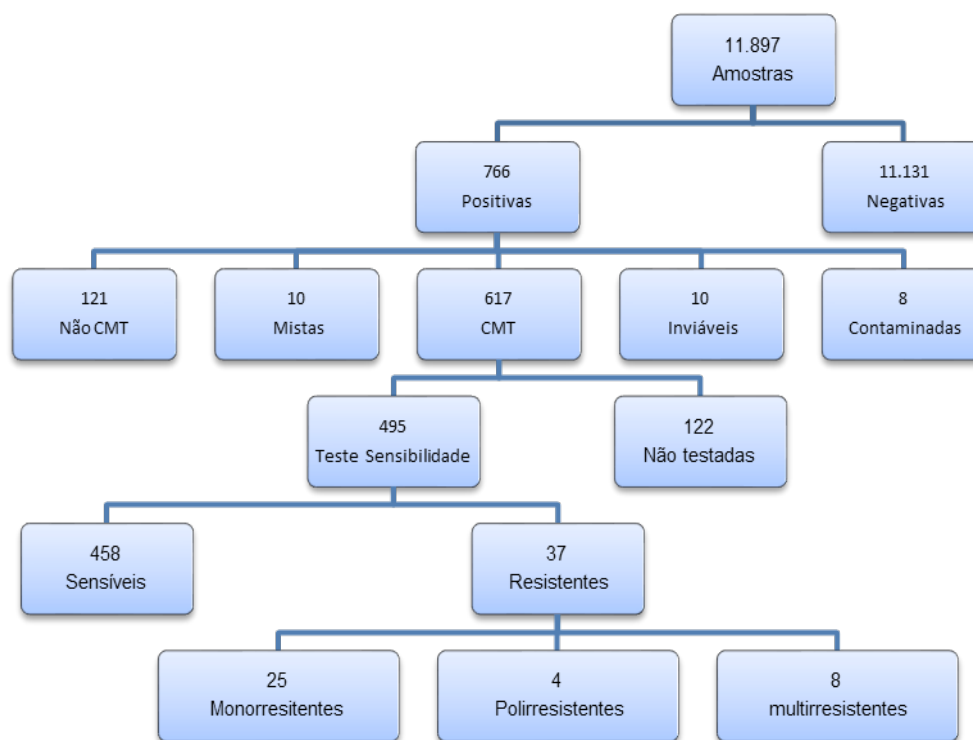 11.897
Amostras
766
Positivas
11.131
Negativas
121
Não CMT
10
Mistas
617
CMT
10
Inviáveis
8
Contaminadas
495
Teste Sensibilidade
122
Não testadas
458
Sensíveis
37
Resistentes
25
Monorresitentes
4
Polirresistentes
8
multirresistentes